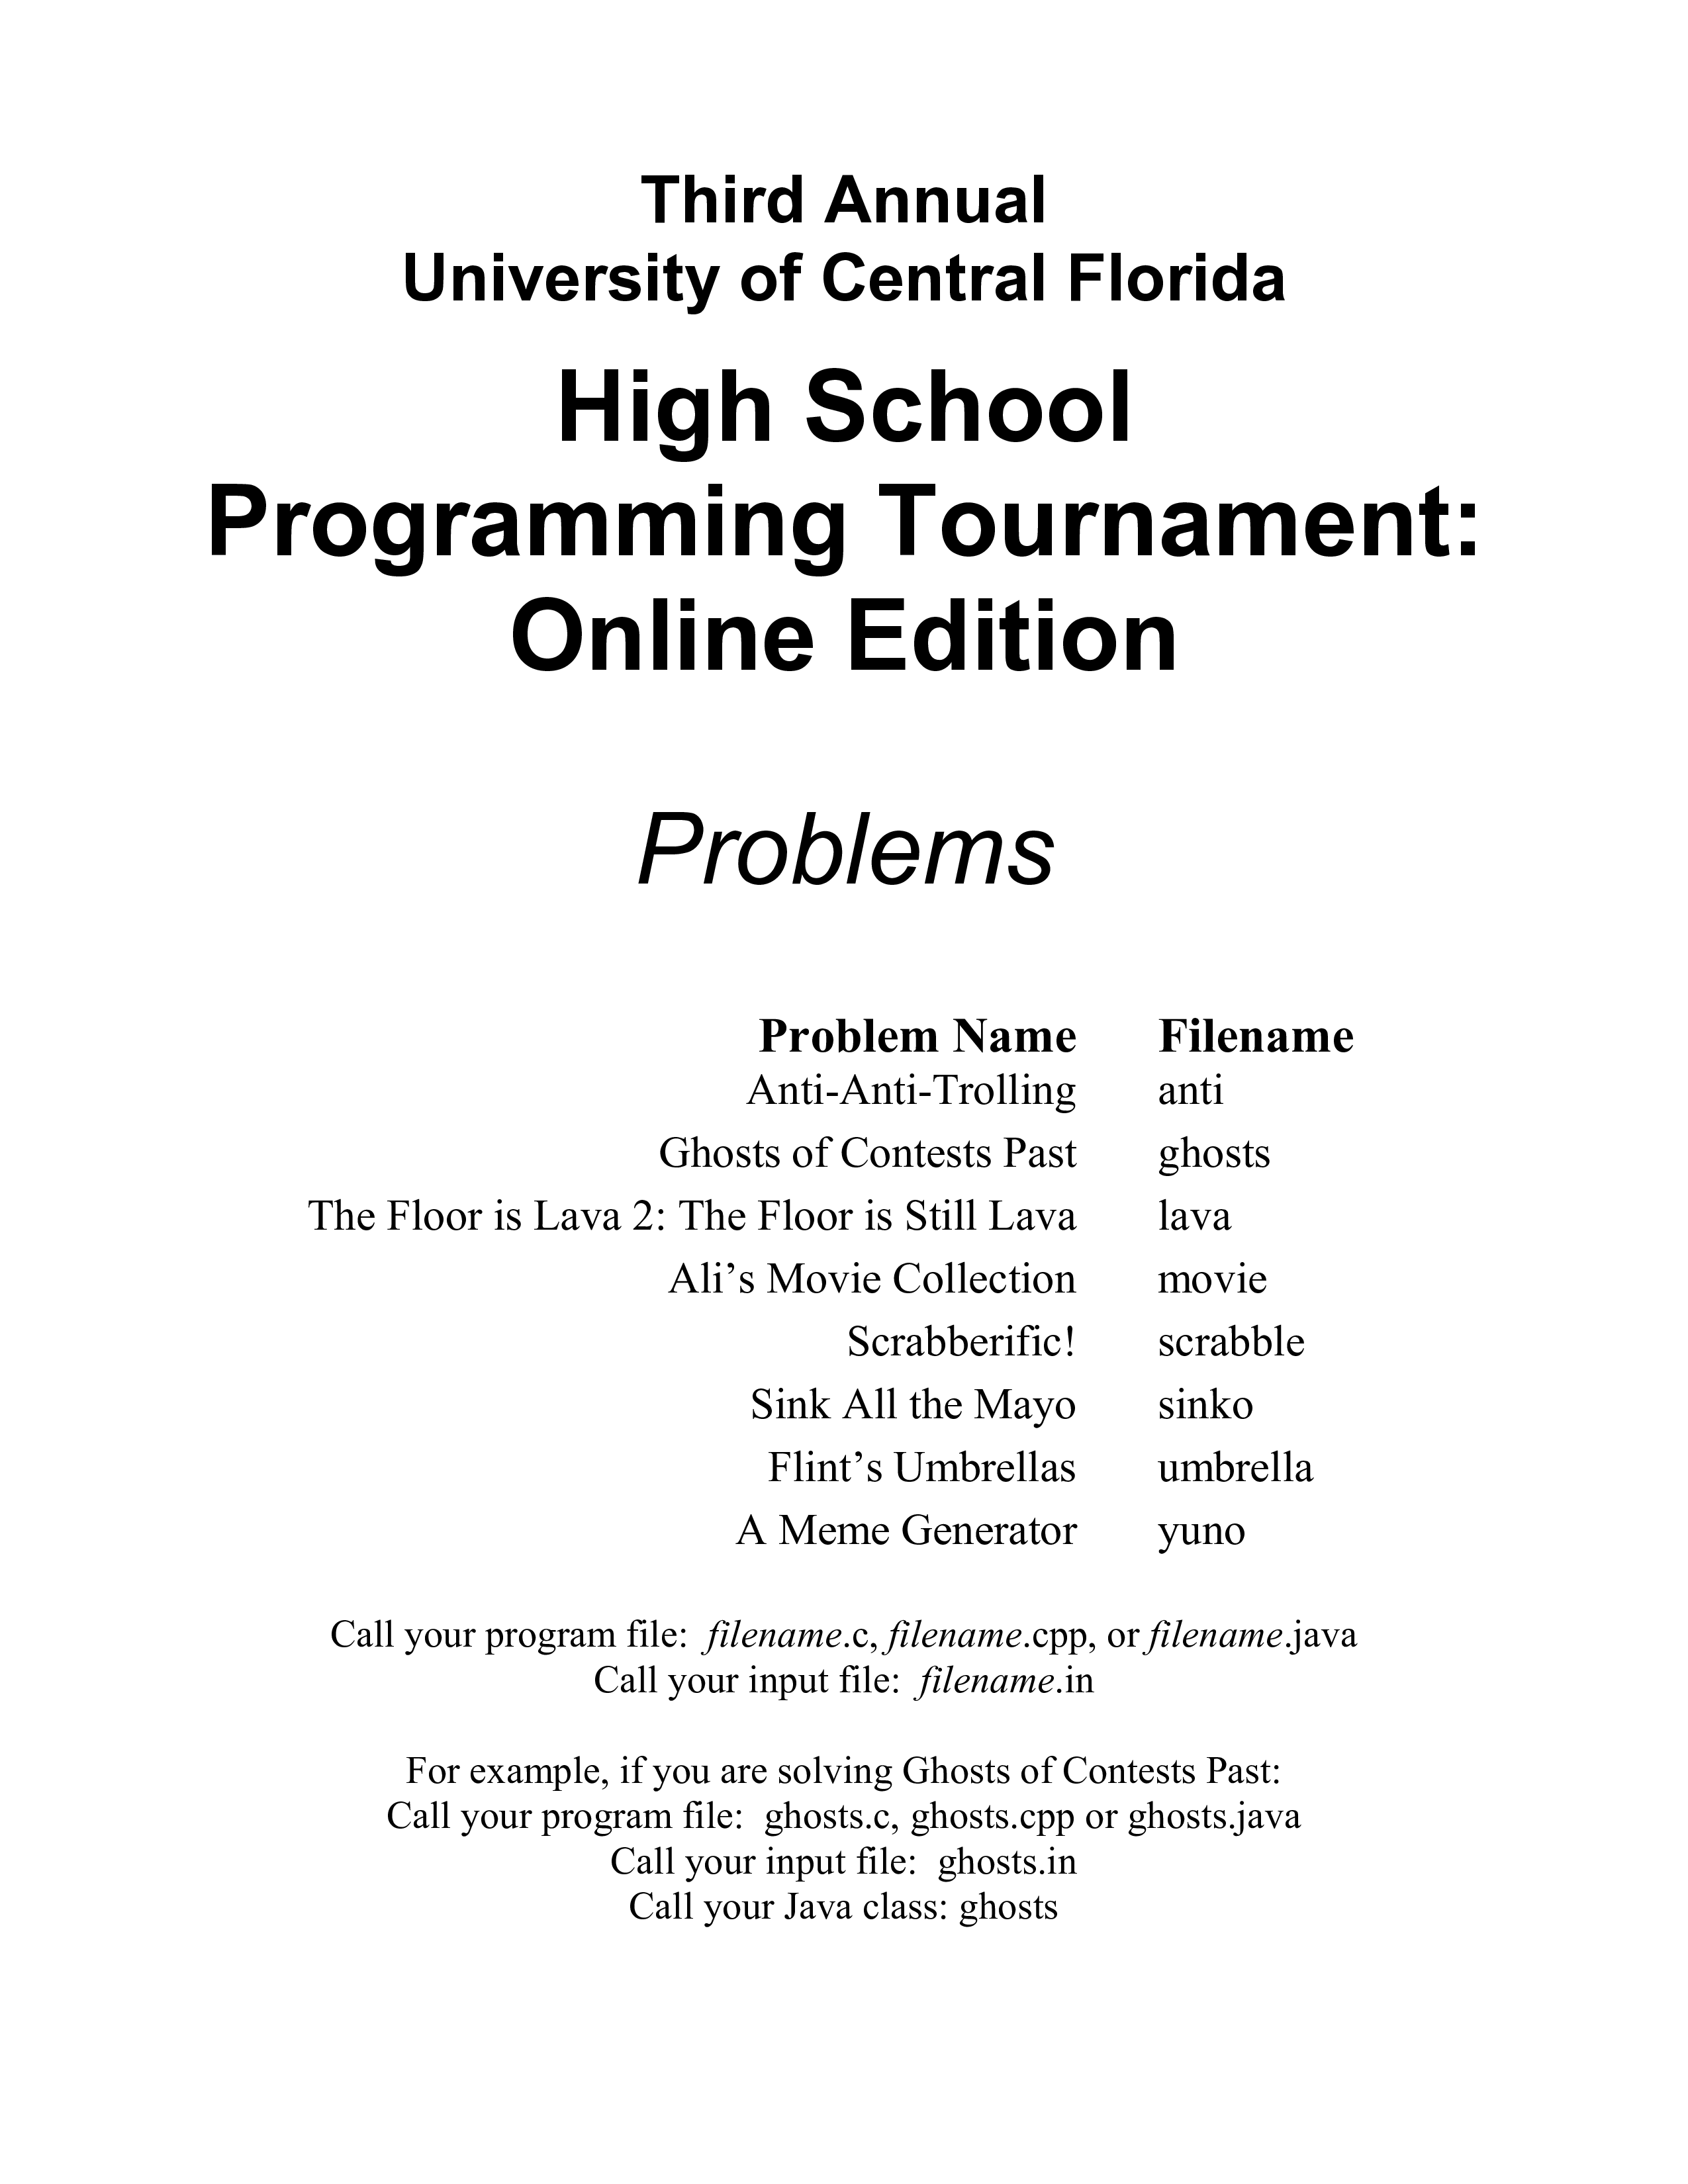 Third Annual
University of Central Florida
High School
Programming Tournament:
Online Edition
Problems
Problem Name Filename
Anti-Anti-Trolling anti
Ghosts of Contests Past ghosts
The Floor is Lava 2: The Floor is Still Lava lava
Ali’s Movie Collection movie
Scrabberific! scrabble
Sink All the Mayo sinko
Flint’s Umbrellas umbrella
A Meme Generator yuno
Call your program file: filename.c, filename.cpp, or filename.java
Call your input file: filename.in
For example, if you are solving Ghosts of Contests Past:
Call your program file: ghosts.c, ghosts.cpp or ghosts.java
Call your input file: ghosts.in
Call your Java class: ghosts